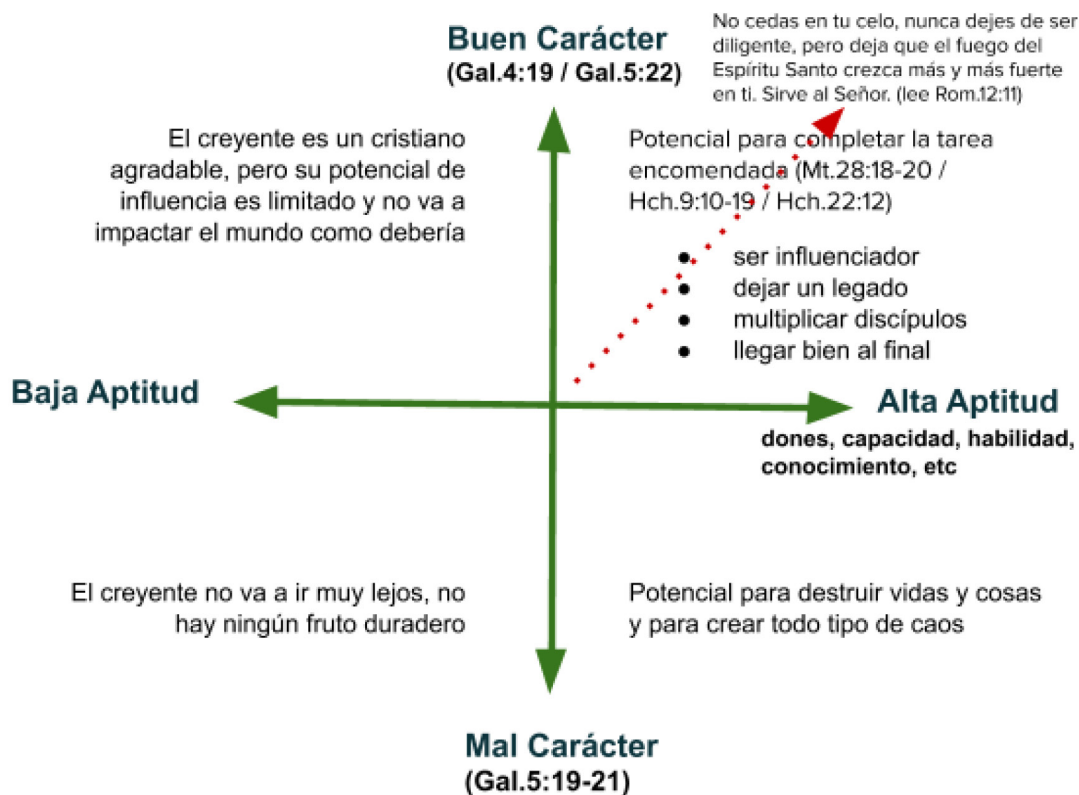 Buen Carácter
(Gal.4:19 / Gal.5:22)
No cedas en tu celo, nunca dejes de ser
diligente, pero deja que el fuego del
Espíritu Santo crezca más y más fuerte
en ti. Sirve al Señor. (lee Rom.12:11)
El creyente es un cristiano
agradable, pero su potencial de
influencia es limitado y no va a
impactar el mundo como debería
Potencial para completar la tarea
encomendada (Mt.28:18-20 /
Hch.9:10-19 / Hch.22:12)
● ser influenciador
● dejar un legado
● multiplicar discípulos
● llegar bien al final
Baja Aptitud
Alta Aptitud
dones, capacidad, habilidad,
conocimiento, etc
El creyente no va a ir muy lejos, no
hay ningún fruto duradero
Potencial para destruir vidas y cosas
y para crear todo tipo de caos
Mal Carácter
(Gal.5:19-21)